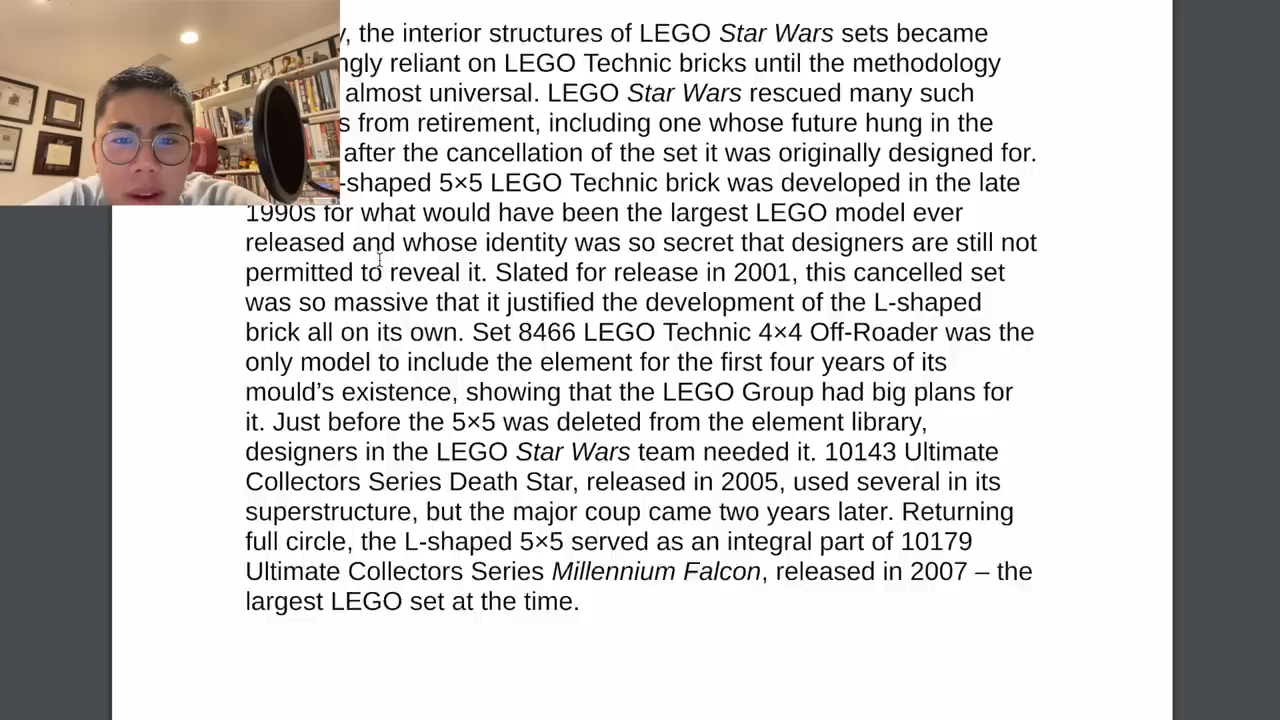 , the interior structures of LEGO Star Wars sets became
reliant on LEGO Technic bricks until the methodology
almost universal. LEGO Star Wars rescued many such
from retirement, including one whose future hung in the
after the cancellation of the set it was originally designed for.
-shaped 5×5 LEGO Technic brick was developed in the late
1990s for what would have been the largest LEGO model ever
released and whose identity was so secret that designers are still not
permitted to reveal it. Slated for release in 2001, this cancelled set
was so massive that it justified the development of the L-shaped
brick all on its own. Set 8466 LEGO Technic 4×4 Off-Roader was the
only model to include the element for the first four years of its
mould’s existence, showing that the LEGO Group had big plans for
it. Just before the 5×5 was deleted from the element library,
designers in the LEGO Star Wars team needed it. 10143 Ultimate
Collectors Series Death Star, released in 2005, used several in its
superstructure, but the major coup came two years later. Returning
full circle, the L-shaped 5×5 served as an integral part of 10179
Ultimate Collectors Series Millennium Falcon, released in 2007 – the
largest LEGO set at the time.